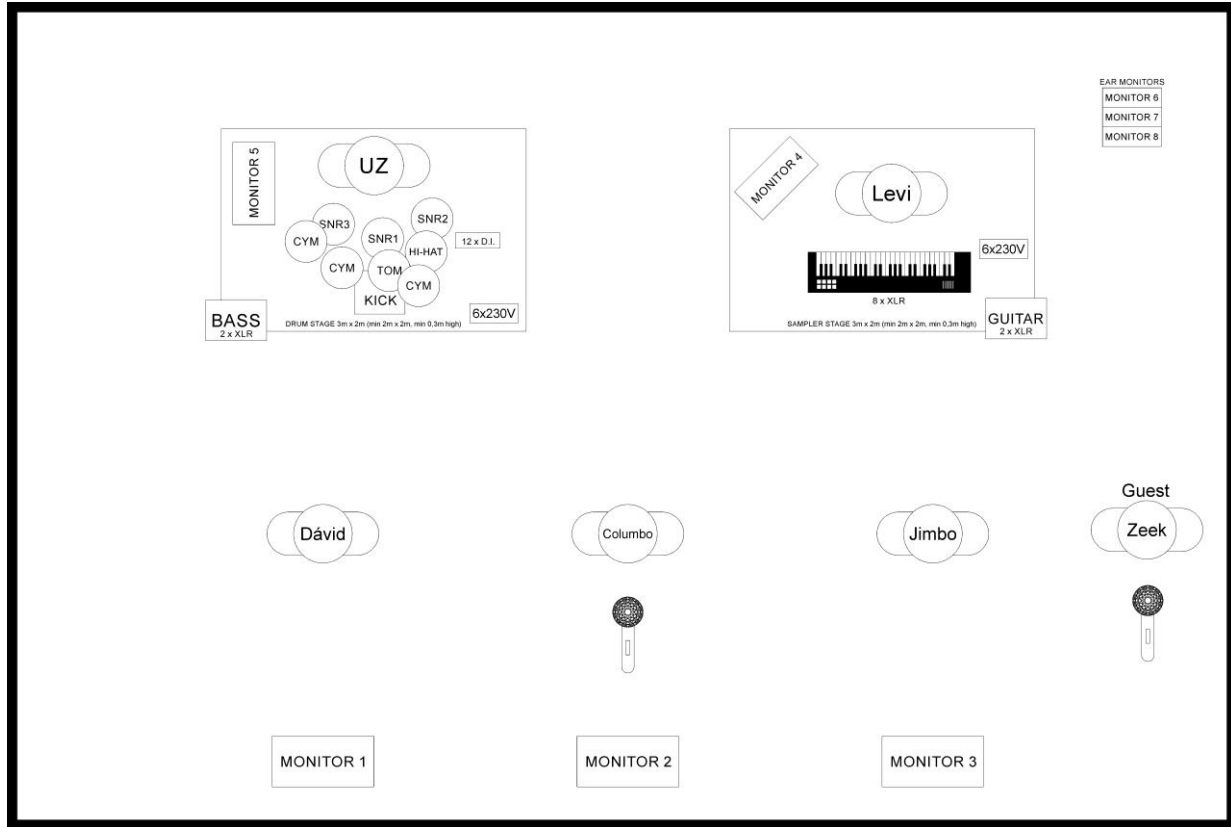 EAR MONITORS
MONITOR 6
MONITOR 7
MONITOR 8
MONITOR 5
UZ
SNR3
SNR2
CYM
SNR1
12 x D.I.
HI-HAT
CYM
TOM
CYM
KICK
6x230V
BASS
2 x XLR
DRUM STAGE 3m x 2m (min 2m x 2m, min 0,3m high)
MONITOR 4
Levi
6x230V
8 x XLR
GUITAR
2 x XLR
SAMPLER STAGE 3m x 2m (min 2m x 2m, min 0,3m high)
Dávid
Columbo
Jimbo
Guest
Zeek
MONITOR 1
MONITOR 2
MONITOR 3